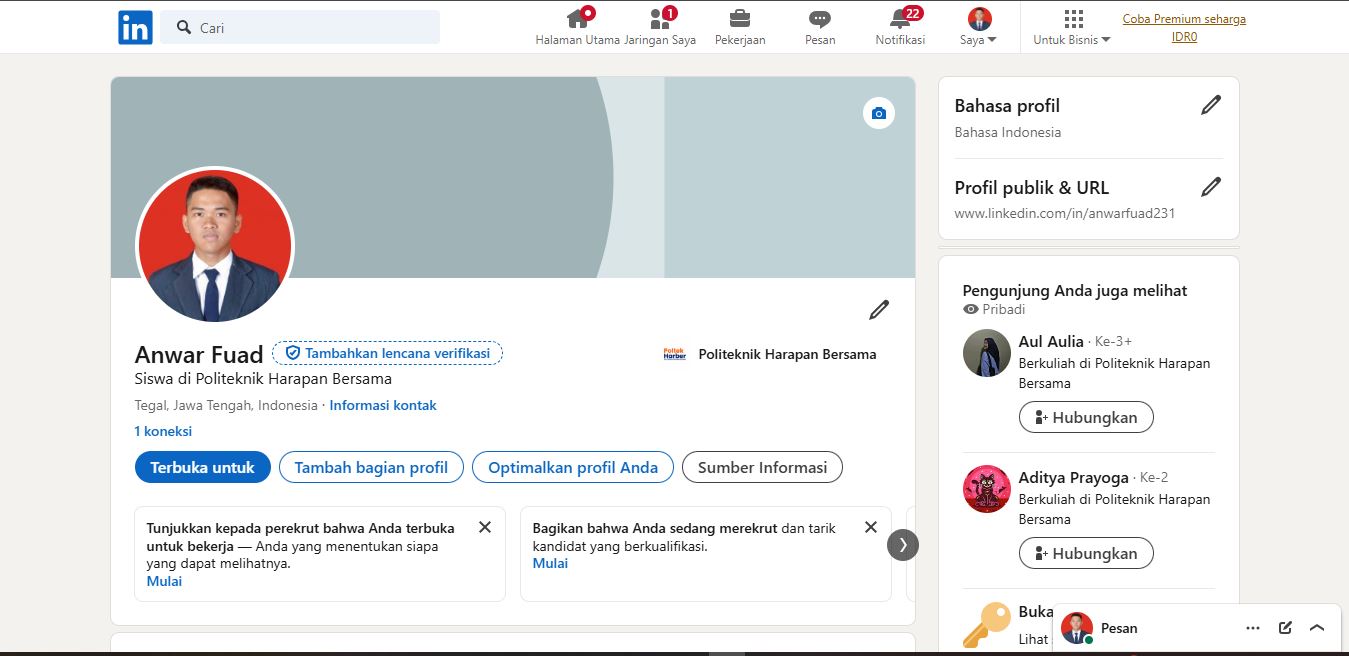 in
Cari
Halaman Utama
1
Jaringan Saya
Pekerjaan
Pesan
22
Notifikasi
Saya
Untuk Bisnis
Coba Premium seharga
IDR0
Anwar Fuad
Tambahkan lencana verifikasi
Siswa di Politeknik Harapan Bersama
Tegal, Jawa Tengah, Indonesia · Informasi kontak
1 koneksi
Politek
Harber
Politeknik Harapan Bersama
Terbuka untuk
Tambah bagian profil
Optimalkan profil Anda
Sumber Informasi
Tunjukkan kepada perekrut bahwa Anda terbuka
untuk bekerja — Anda yang menentukan siapa
yang dapat melihatnya.
Mulai
Bagikan bahwa Anda sedang merekrut dan tarik
kandidat yang berkualifikasi.
Mulai
Bahasa profil
Bahasa Indonesia
Profil publik & URL
www.linkedin.com/in/anwarfuad231
Pengunjung Anda juga melihat
Pribadi
Aul Aulia · Ke-3+
Berkuliah di Politeknik Harapan
Bersama
Hubungkan
Aditya Prayoga · Ke-2
Berkuliah di Politeknik Harapan
Bersama
Hubungkan
Buka
Lihat
Pesan